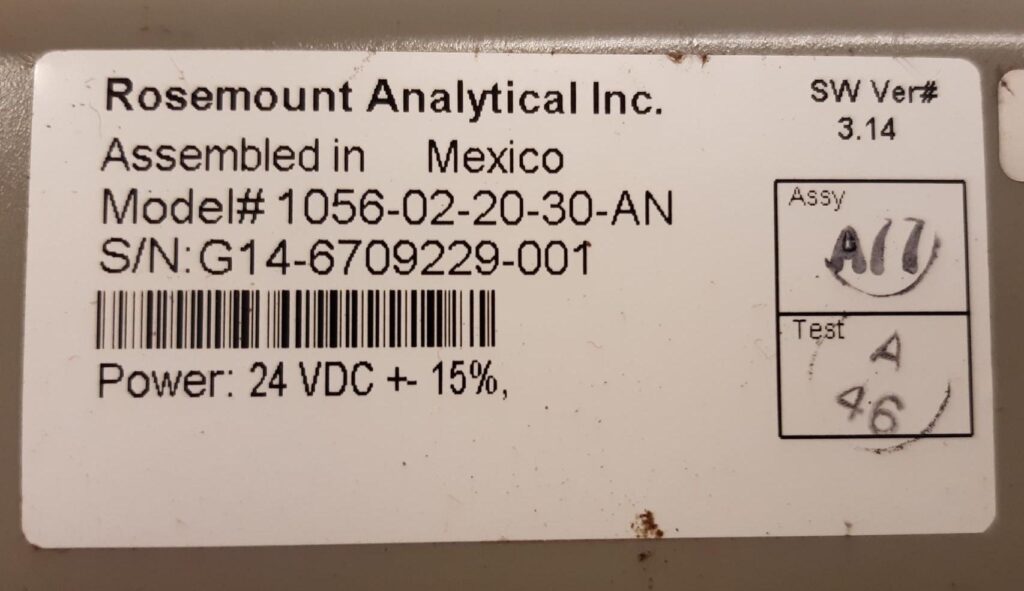 Rosemount Analytical Inc.
Assembled in Mexico
Model# 1056-02-20-30-AN
S/N: G14-6709229-001
Power: 24 VDC +- 15%,
SW Ver#
3.14
Assy
A17
Test
A
46